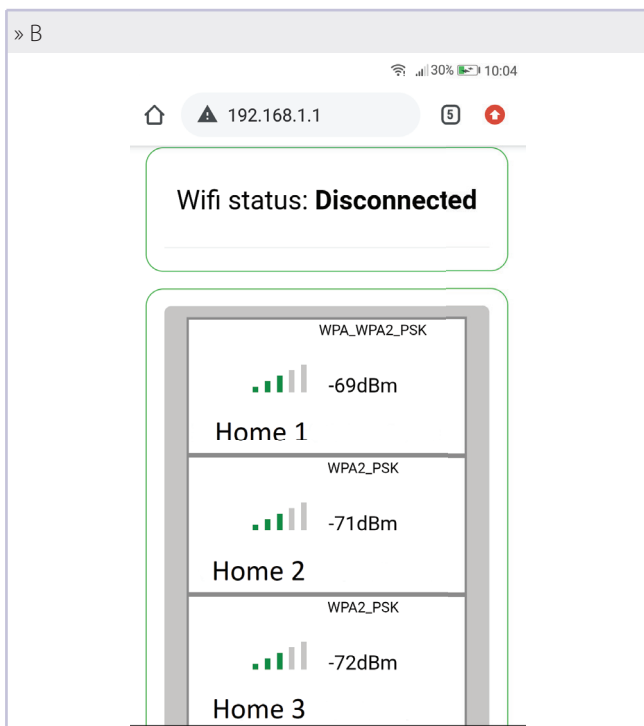 » B
30% 10:04
192.168.1.1 5
Wifi status: Disconnected
WPA_WPA2_PSK
-69dBm
Home 1
WPA2_PSK
-71dBm
Home 2
WPA2_PSK
-72dBm
Home 3